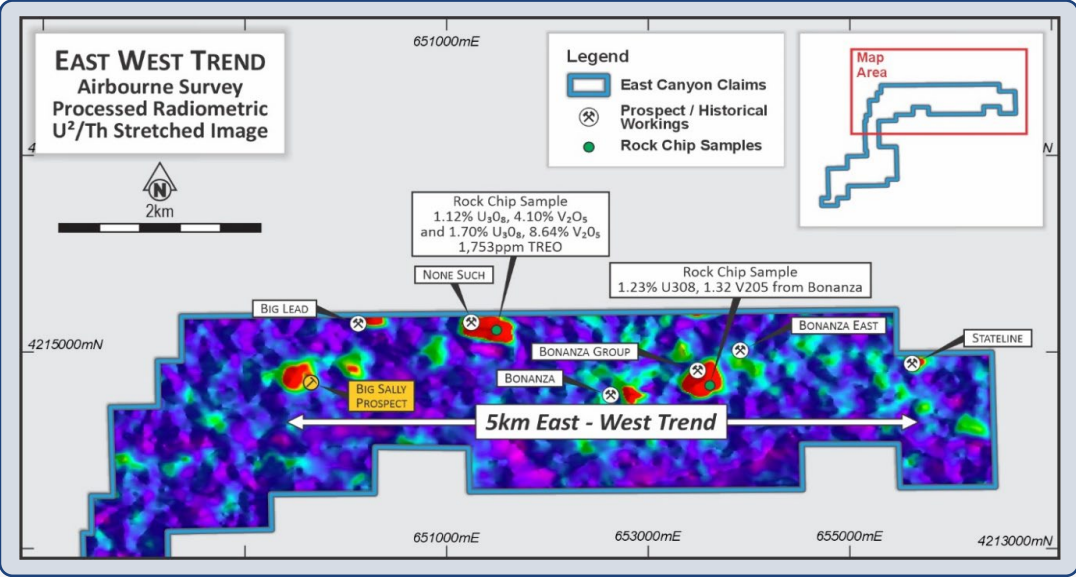 651000mE
EAST WEST TREND
Airbourne Survey
Processed Radiometric
U²/Th Stretched Image
N
2km
Legend
East Canyon Claims
Prospect / Historical
Workings
Rock Chip Samples
Map
Area
4
N
Rock Chip Sample
1.12% U₃O₈, 4.10% V₂O₅
and 1.70% U₃0₈, 8.64% V₂0₅
1,753ppm TREO
NONE SUCH
Rock Chip Sample
1.23% U308, 1.32 V205 from Bonanza
BIG LEAD
BONANZA EAST
STATELINE
4215000mN
BONANZA GROUP
BONANZA
BIG SALLY
PROSPECT
5km East - West Trend
651000mE
653000mE
655000mE
4213000mN